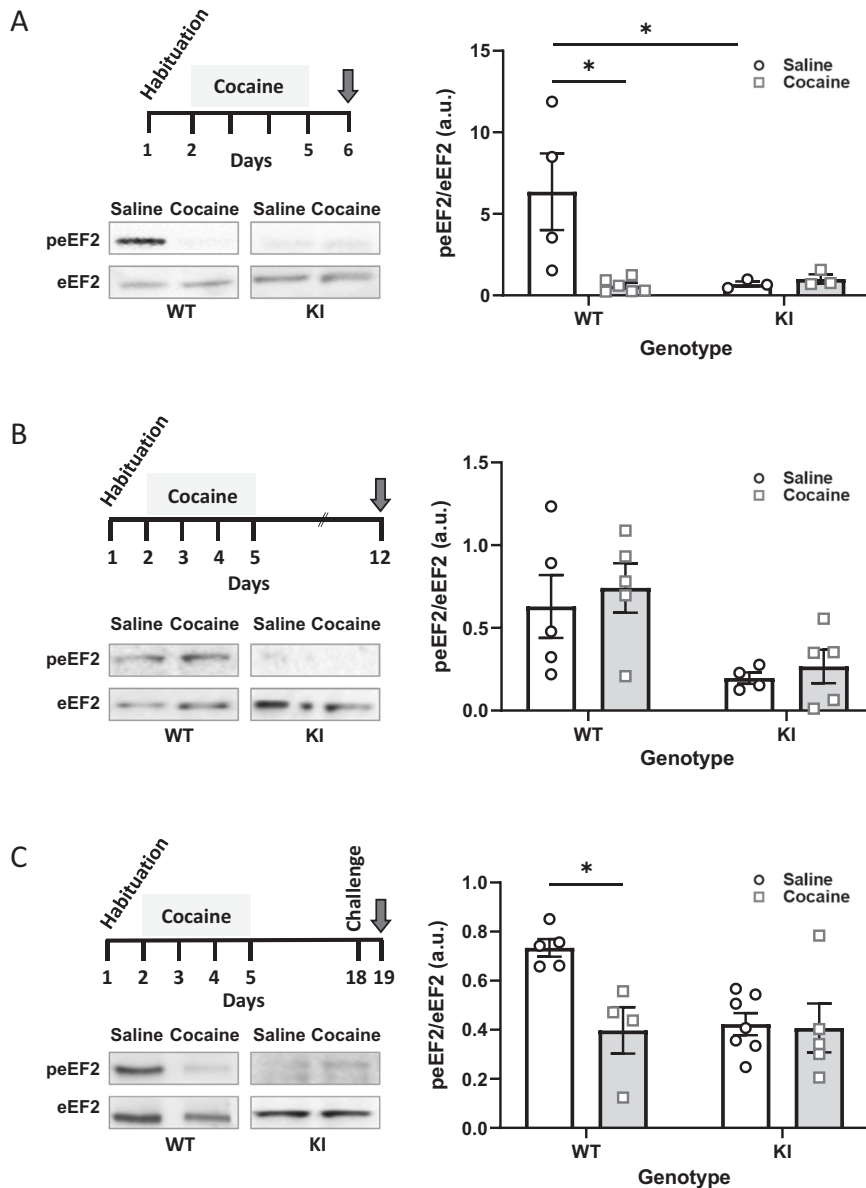 A
Habituation
Cocaine
1 2 5 6
Days
Saline Cocaine Saline Cocaine
peEF2
eEF2
WT KI
peEF2/eEF2 (a.u.)
15
10
5
0
*
*
Saline
Cocaine
WT KI
Genotype
B
Habituation
Cocaine
//
1 2 3 4 5 12
Days
Saline Cocaine Saline Cocaine
peEF2
eEF2
WT KI
peEF2/eEF2 (a.u.)
1.5
1.0
0.5
0.0
Saline
Cocaine
WT KI
Genotype
C
Habituation
Cocaine
Challenge
1 2 3 4 5 18 19
Days
Saline Cocaine Saline Cocaine
peEF2
eEF2
WT KI
peEF2/eEF2 (a.u.)
1.0
0.8
0.6
0.4
0.2
0.0
*
Saline
Cocaine
WT KI
Genotype